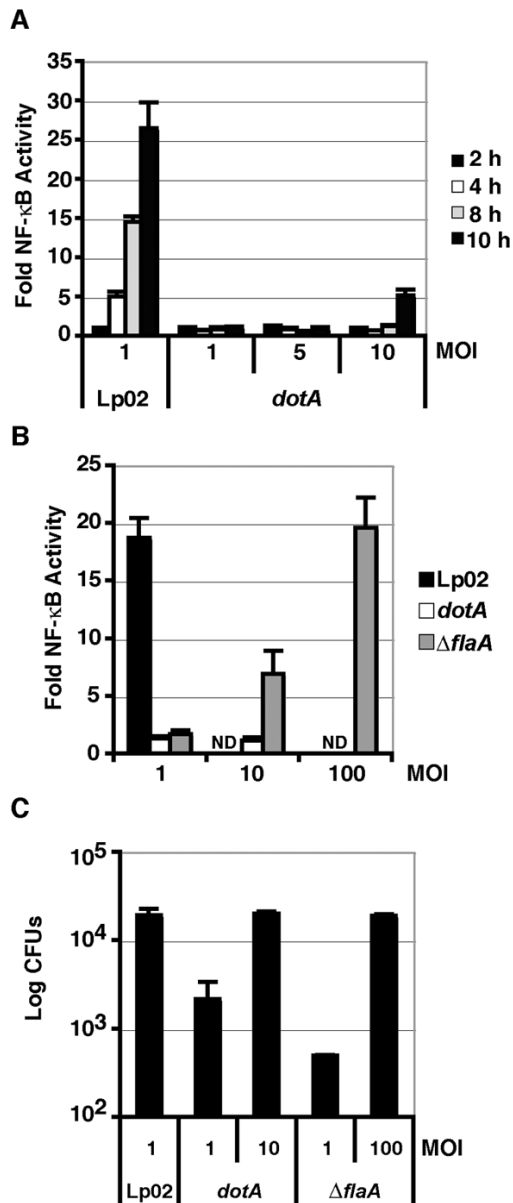 A
35
30
25
20
15
10
5
0
Fold NF-κB Activity
2 h
4 h
8 h
10 h
1 1 5 10 MOI
Lp02 dotA
B
25
20
15
10
5
0
Fold NF-κB Activity
Lp02
dotA
ΔflaA
ND ND
1 10 100 MOI
C
10⁵
10⁴
10³
10²
Log CFUs
1 1 10 1 100 MOI
Lp02 dotA ΔflaA